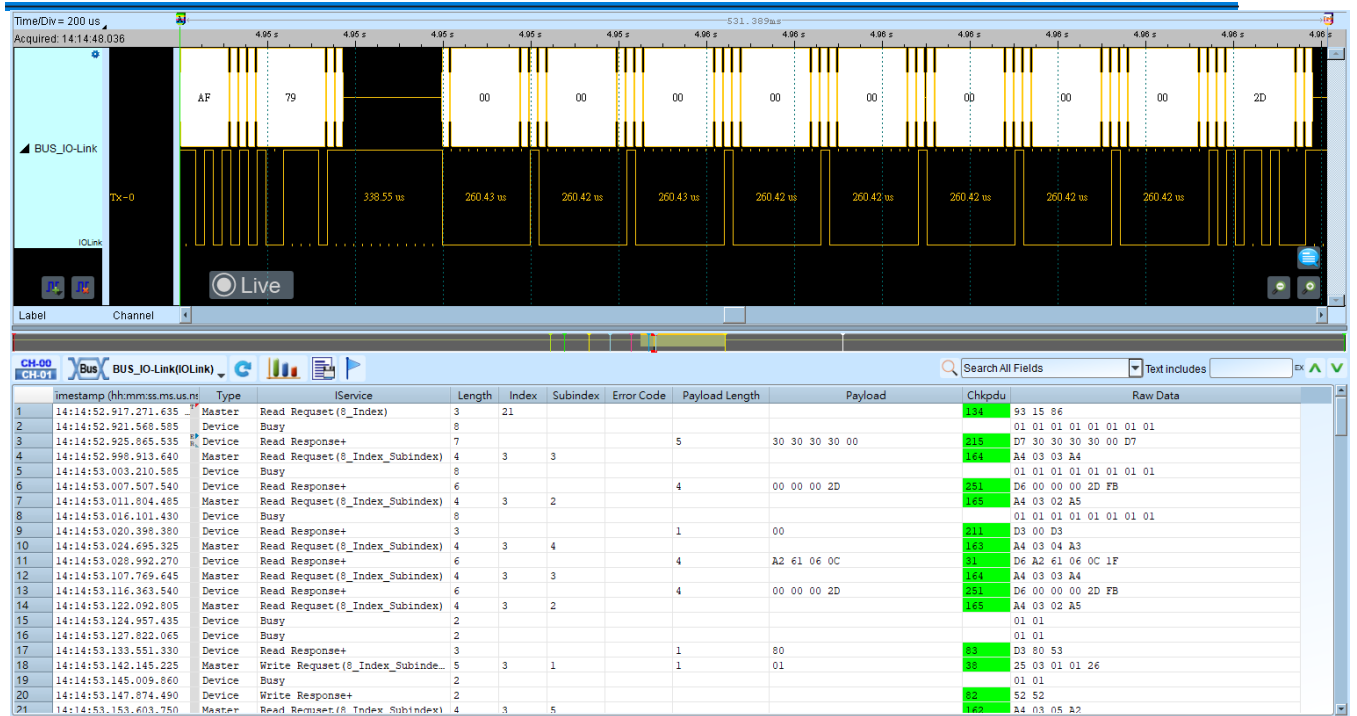 Time/Div = 200 us
531.389ms
Acquired: 14:14:48.036
4.95 s 4.95 s 4.95 s 4.95 s 4.96 s 4.96 s 4.96 s 4.96 s 4.96 s 4.96 s 4.96 s 4.96 s 4.96 s
AF 79 00 00 00 00 00 00 00 00 2D
BUS_IO-Link
Tx-0 338.55 us 260.43 us 260.42 us 260.43 us 260.42 us 260.42 us 260.42 us 260.42 us 260.42 us
IOLink
Live
Label Channel
CH-00
CH-01
Bus BUS_IO-Link(IOLink) Search All Fields Text includes EX
imestamp (hh:mm:ss.ms.us.ns Type IService Length Index Subindex Error Code Payload Length Payload Chkpdu Raw Data
1 14:14:52.917.271.635 Master Read Requset(8_Index) 3 21 134 93 15 86
2 14:14:52.921.568.585 Device Busy 8 01 01 01 01 01 01 01 01
3 14:14:52.925.865.535 Device Read Response+ 7 5 30 30 30 30 00 215 D7 30 30 30 30 00 D7
4 14:14:52.998.913.640 Master Read Requset(8_Index_Subindex) 4 3 3 164 A4 03 03 A4
5 14:14:53.003.210.585 Device Busy 8 01 01 01 01 01 01 01 01
6 14:14:53.007.507.540 Device Read Response+ 6 4 00 00 00 2D 251 D6 00 00 00 2D FB
7 14:14:53.011.804.485 Master Read Requset(8_Index_Subindex) 4 3 2 165 A4 03 02 A5
8 14:14:53.016.101.430 Device Busy 8 01 01 01 01 01 01 01 01
9 14:14:53.020.398.380 Device Read Response+ 3 1 00 211 D3 00 D3
10 14:14:53.024.695.325 Master Read Requset(8_Index_Subindex) 4 3 4 163 A4 03 04 A3
11 14:14:53.028.992.270 Device Read Response+ 6 4 A2 61 06 0C 31 D6 A2 61 06 0C 1F
12 14:14:53.107.769.645 Master Read Requset(8_Index_Subindex) 4 3 3 164 A4 03 03 A4
13 14:14:53.116.363.540 Device Read Response+ 6 4 00 00 00 2D 251 D6 00 00 00 2D FB
14 14:14:53.122.092.805 Master Read Requset(8_Index_Subindex) 4 3 2 165 A4 03 02 A5
15 14:14:53.124.957.435 Device Busy 2 01 01
16 14:14:53.127.822.065 Device Busy 2 01 01
17 14:14:53.133.551.330 Device Read Response+ 3 1 80 83 D3 80 53
18 14:14:53.142.145.225 Master Write Requset(8_Index_Subinde... 5 3 1 1 01 38 25 03 01 01 26
19 14:14:53.145.009.860 Device Busy 2 01 01
20 14:14:53.147.874.490 Device Write Response+ 2 82 52 52
21 14:14:53.153.603.750 Master Read Requset(8_Index_Subindex) 4 3 5 162 A4 03 05 A2